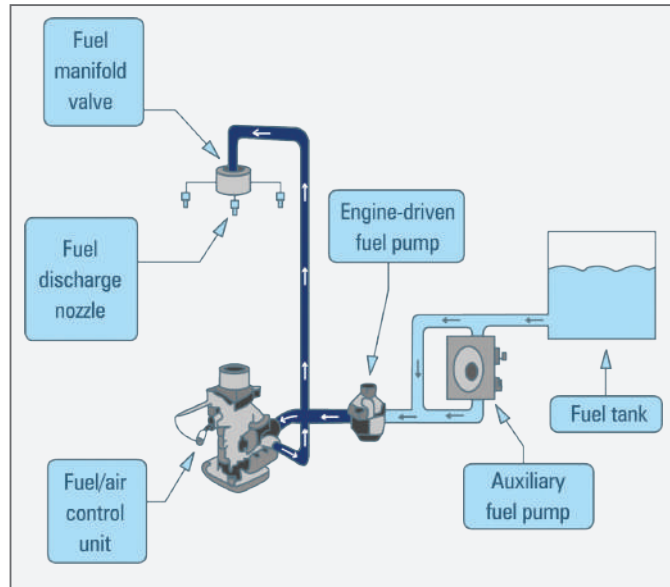 Fuel
manifold
valve
Fuel
discharge
nozzle
Engine-driven
fuel pump
Fuel tank
Auxiliary
fuel pump
Fuel/air
control
unit